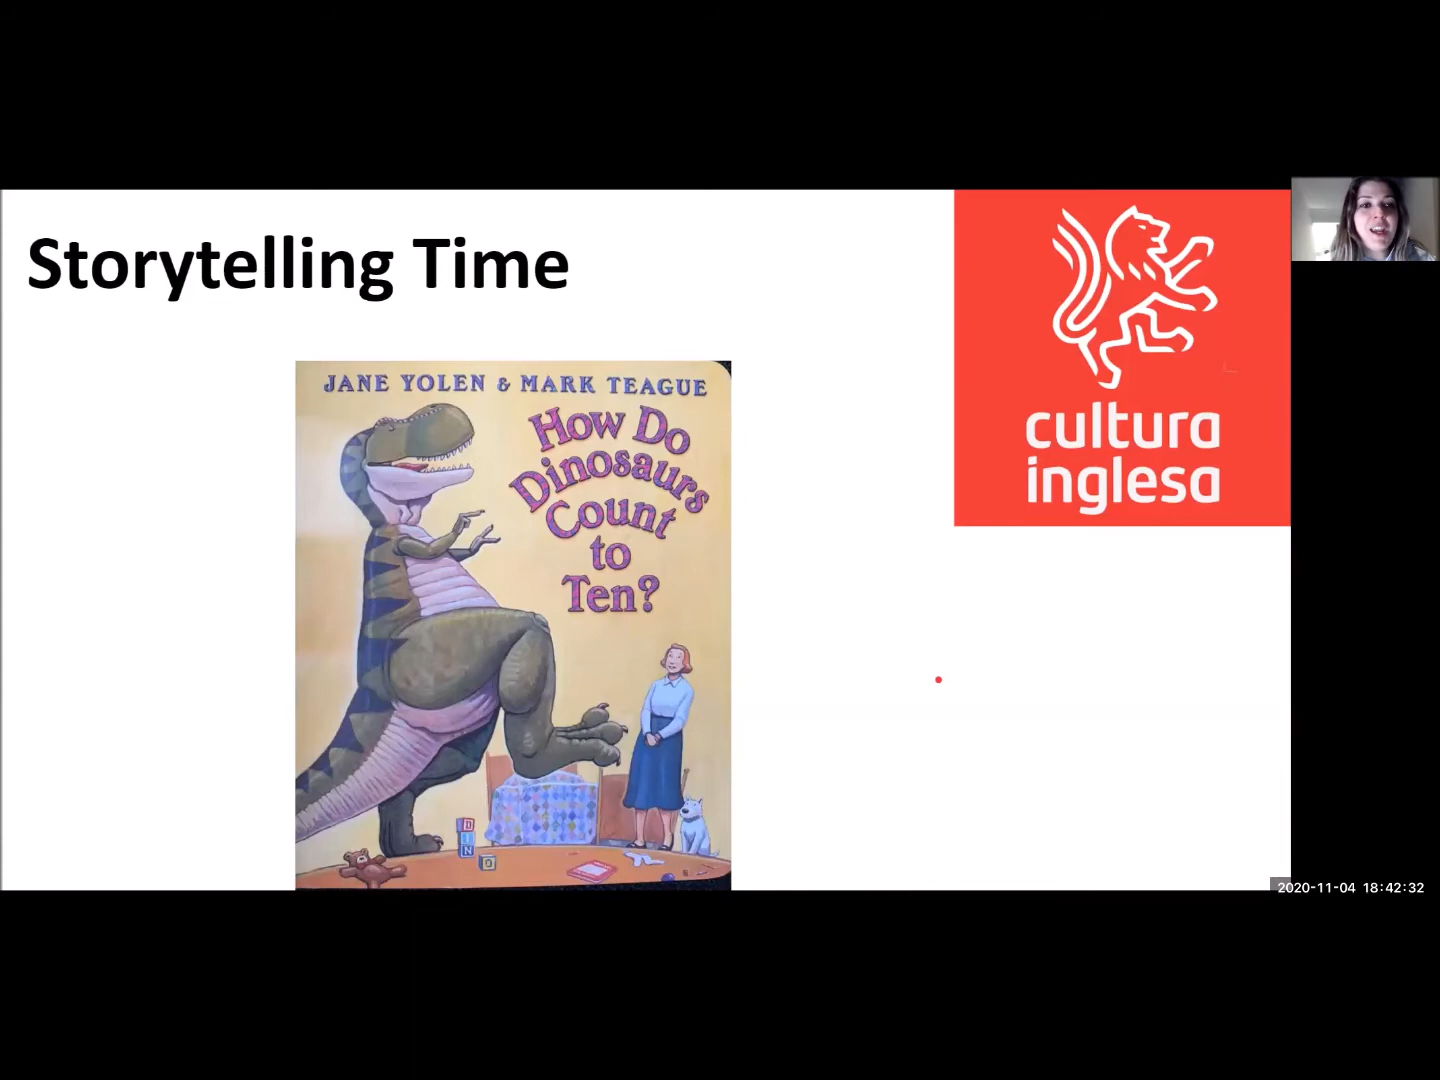 Storytelling Time
JANE YOLEN & MARK TEAGUE
How Do
Dinosaurs
Count
to
Ten?
D
I
N
O
cultura
inglesa
2020-11-04 18:42:32